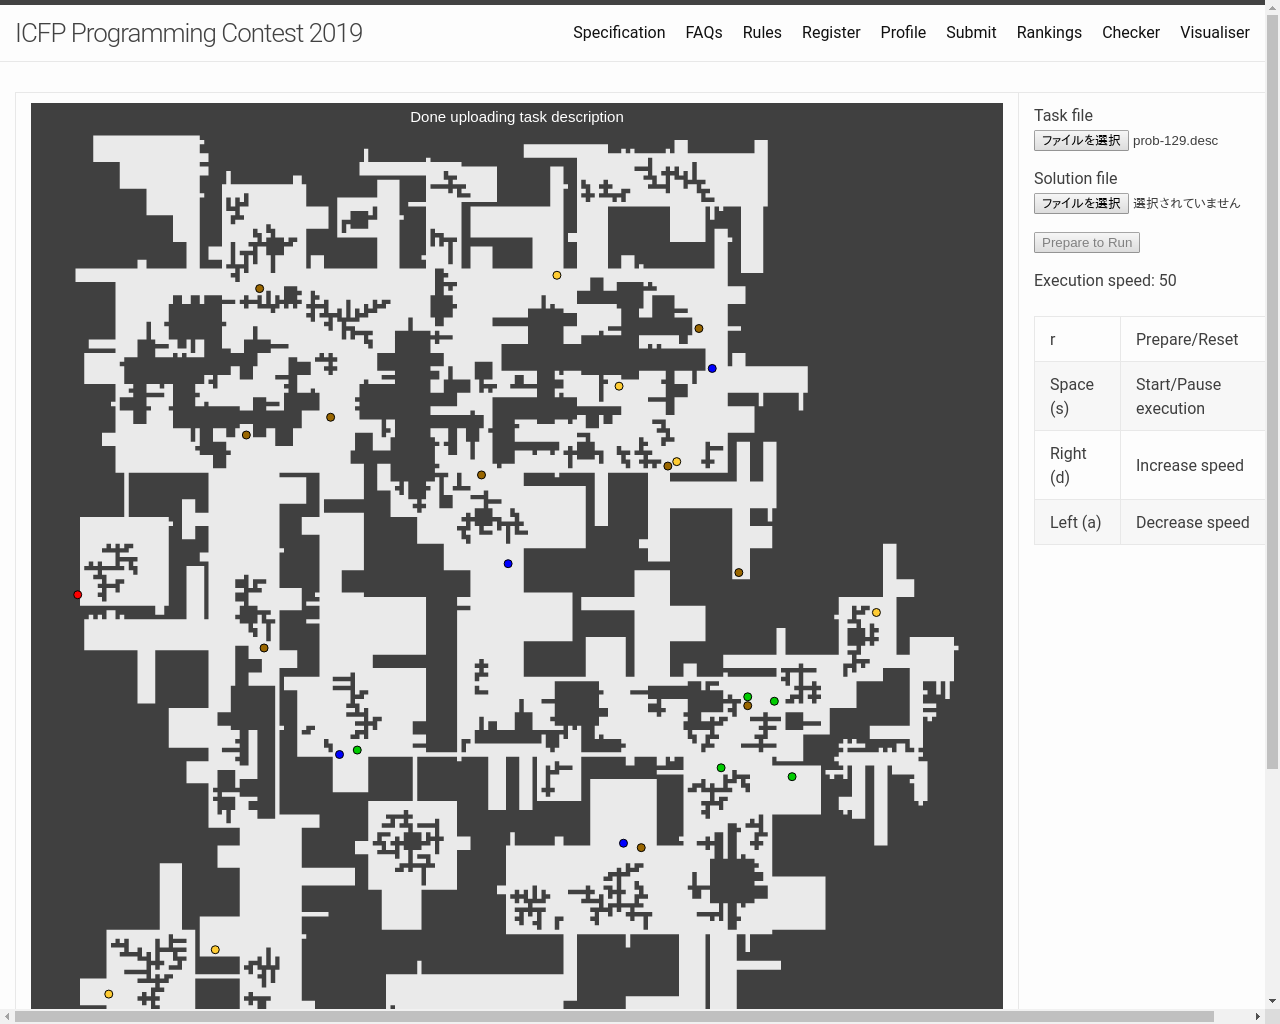 ICFP Programming Contest 2019
Specification FAQs Rules Register Profile Submit Rankings Checker Visualiser
Done uploading task description
Task file
ファイルを選択 prob-129.desc
Solution file
ファイルを選択 選択されていません
Prepare to Run
Execution speed: 50
r Prepare/Reset
Space (s) Start/Pause execution
Right (d) Increase speed
Left (a) Decrease speed